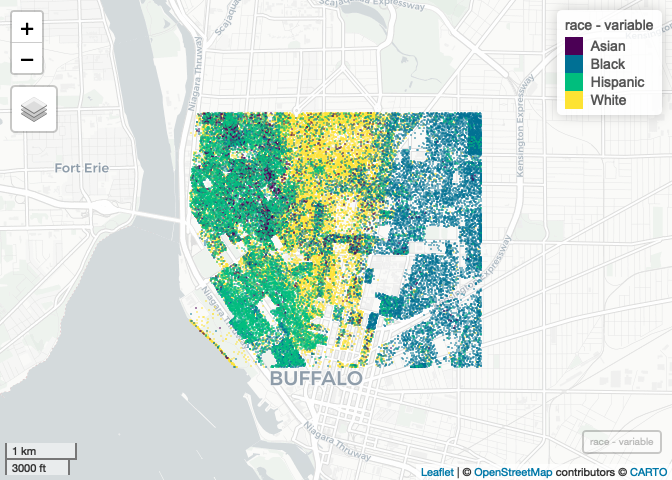 +
−
Scajaquada Expressway
Scajaquada
Niagara Thruway
Kensington Expressway
race - variable
Asian
Black
Hispanic
White
Fort Erie
Niagara
BUFFALO
Niagara Thruway
1 km
3000 ft
race - variable
Leaflet | © OpenStreetMap contributors © CARTO